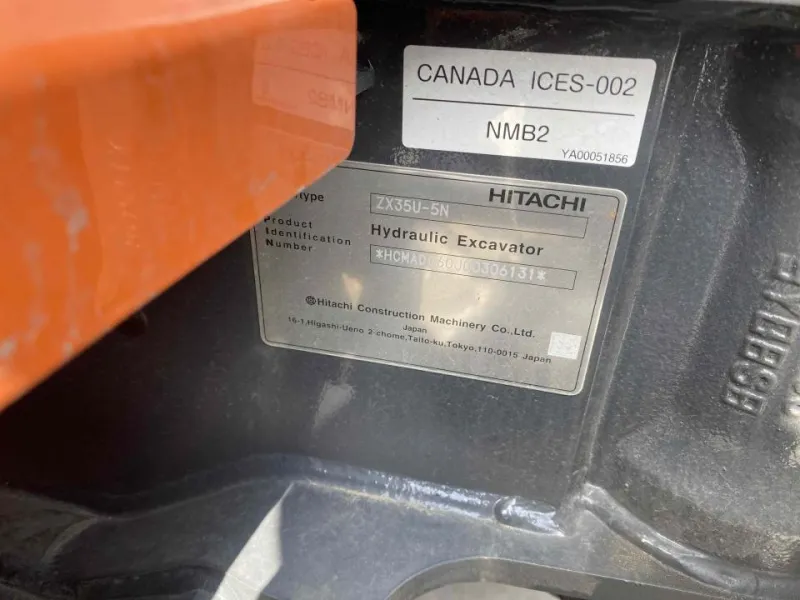 CANADA ICES-002
NMB2
YA00051856
HITACHI
ZX35U-5N
Hydraulic Excavator
Product
Identification
Number
Hitachi Construction Machinery Co.,Ltd.
Japan
16-1,Higashi-Ueno 2-chome,Taito-ku,Tokyo,110-0015 Japan